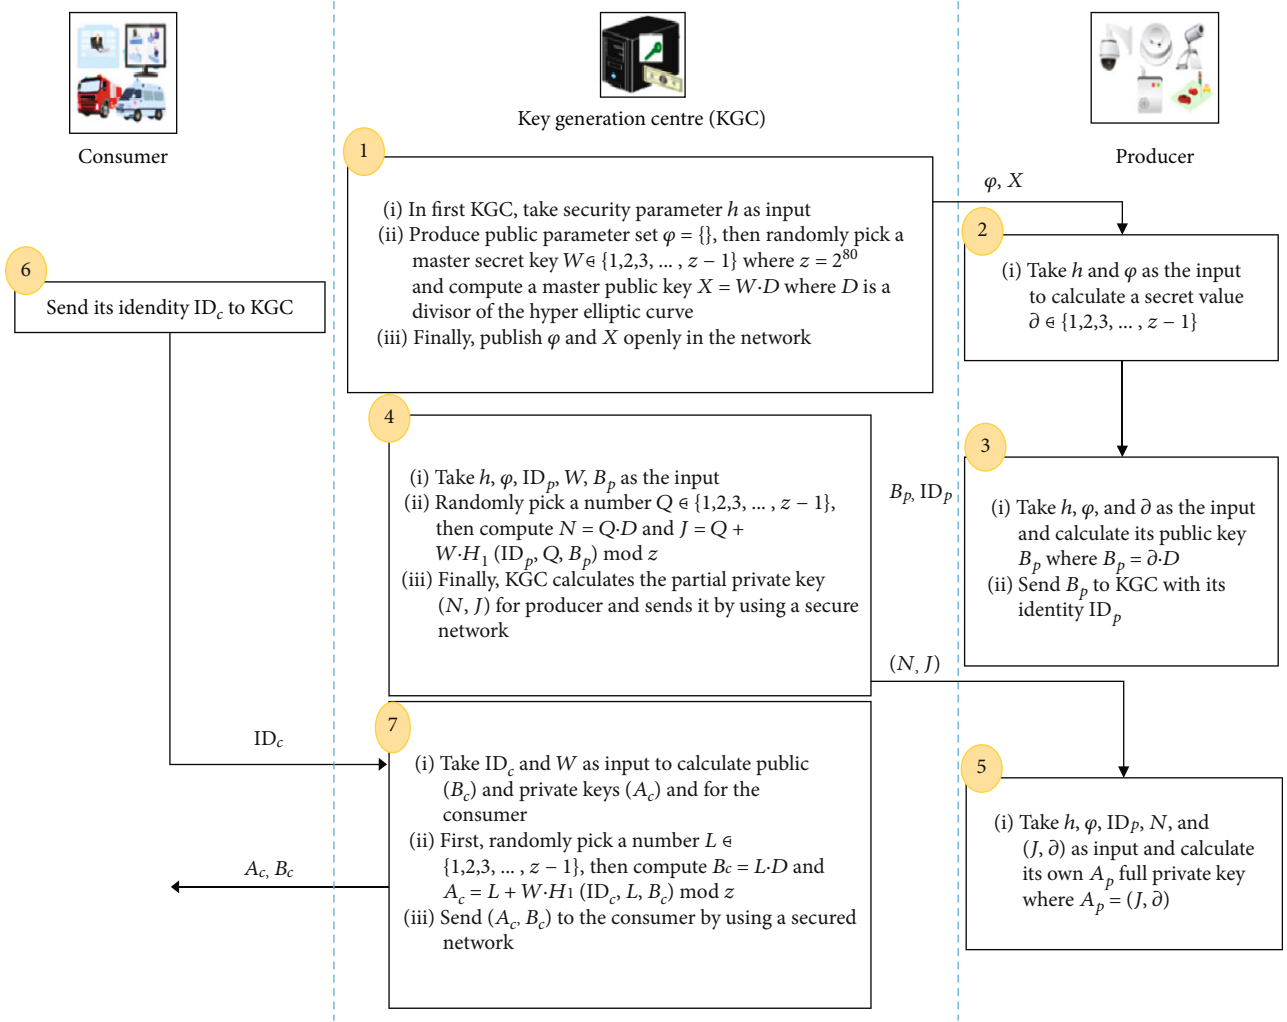 Consumer
Key generation centre (KGC)
Producer
1
(i) In first KGC, take security parameter h as input
(ii) Produce public parameter set φ = {}, then randomly pick a
master secret key W ∈ {1,2,3, ... , z − 1} where z = 2^80
and compute a master public key X = W·D where D is a
divisor of the hyper elliptic curve
(iii) Finally, publish φ and X openly in the network
φ, X
2
(i) Take h and φ as the input
to calculate a secret value
∂ ∈ {1,2,3, ... , z − 1}
3
(i) Take h, φ, and ∂ as the input
and calculate its public key
B_p where B_p = ∂·D
(ii) Send B_p to KGC with its
identity ID_p
B_p, ID_p
4
(i) Take h, φ, ID_p, W, B_p as the input
(ii) Randomly pick a number Q ∈ {1,2,3, ... , z − 1},
then compute N = Q·D and J = Q +
W·H_1 (ID_p, Q, B_p) mod z
(iii) Finally, KGC calculates the partial private key
(N, J) for producer and sends it by using a secure
network
(N, J)
5
(i) Take h, φ, ID_p, N, and
(J, ∂) as input and calculate
its own A_p full private key
where A_p = (J, ∂)
6
Send its idendity ID_c to KGC
ID_c
7
(i) Take ID_c and W as input to calculate public
(B_c) and private keys (A_c) and for the
consumer
(ii) First, randomly pick a number L ∈
{1,2,3, ... , z − 1}, then compute B_c = L·D and
A_c = L + W·H_1 (ID_c, L, B_c) mod z
(iii) Send (A_c, B_c) to the consumer by using a secured
network
A_c, B_c